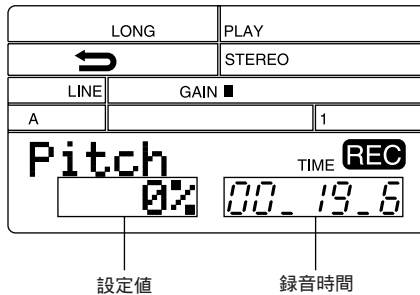 LONG PLAY
STEREO
LINE GAIN
A 1
Pitch TIME REC
0% 00_19_6
設定値 録音時間